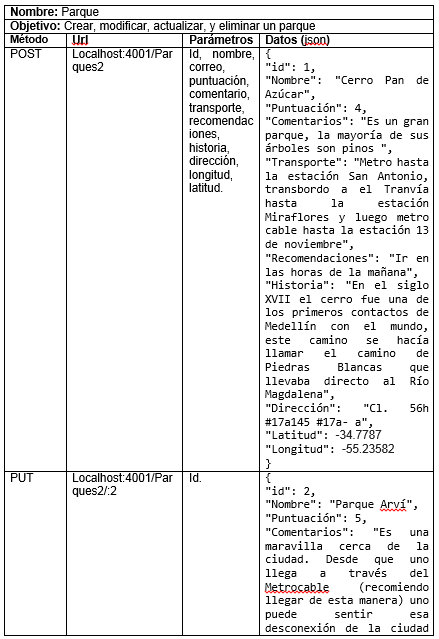 Nombre: Parque
Objetivo: Crear, modificar, actualizar, y eliminar un parque
Método Url Parámetros Datos (json)
POST
Localhost:4001/Par
ques2
Id, nombre,
correo,
puntuación,
comentario,
transporte,
recomendac
iones,
historia,
dirección,
longitud,
latitud.
{
"id": 1,
"Nombre": "Cerro Pan de
Azúcar",
"Puntuación": 4,
"Comentarios": "Es un gran
parque, la mayoría de sus
árboles son pinos ",
"Transporte": "Metro hasta
la estación San Antonio,
transbordo a el Tranvía
hasta la estación
Miraflores y luego metro
cable hasta la estación 13
de noviembre",
"Recomendaciones": "Ir en
las horas de la mañana",
"Historia": "En el siglo
XVII el cerro fue una de
los primeros contactos de
Medellín con el mundo,
este camino se hacía
llamar el camino de
Piedras Blancas que
llevaba directo al Río
Magdalena",
"Dirección": "Cl. 56h
#17a145 #17a- a",
"Latitud": -34.7787
"Longitud": -55.23582
}
PUT
Localhost:4001/Par
ques2/:2
Id.
{
"id": 2,
"Nombre": "Parque Arví",
"Puntuación": 5,
"Comentarios": "Es una
maravilla cerca de la
ciudad. Desde que uno
llega a través del
Metrocable (recomiendo
llegar de esta manera) uno
puede sentir esa
desconexión de la ciudad